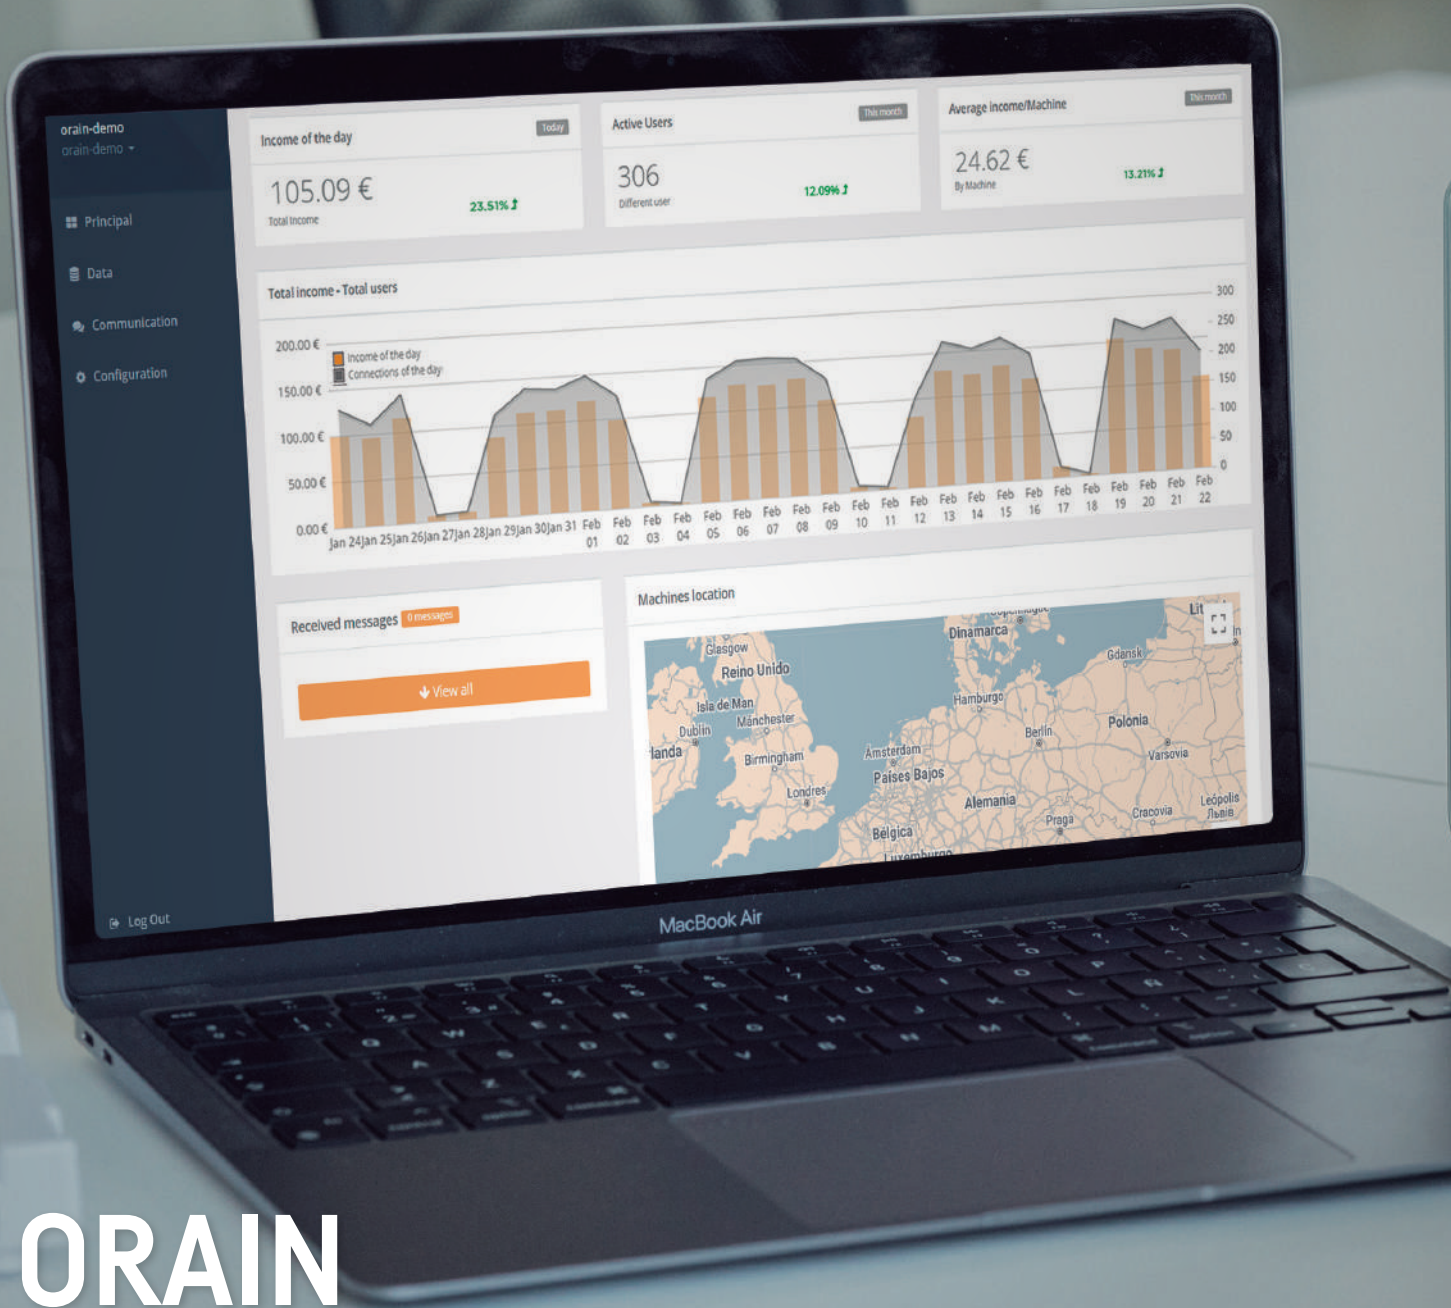 orain-demo
orain-demo
Principal
Data
Communication
Configuration
Log Out
Income of the day
Today
105.09 €
Total Income
23.51%
Active Users
This month
306
Different user
12.09%
Average income/Machine
This month
24.62 €
By Machine
13.21%
Total income - Total users
Income of the day
Connections of the day
200.00 €
150.00 €
100.00 €
50.00 €
0.00 €
300
250
200
150
100
50
0
Jan 24 Jan 25 Jan 26 Jan 27 Jan 28 Jan 29 Jan 30 Jan 31 Feb 01 Feb 02 Feb 03 Feb 04 Feb 05 Feb 06 Feb 07 Feb 08 Feb 09 Feb 10 Feb 11 Feb 12 Feb 13 Feb 14 Feb 15 Feb 16 Feb 17 Feb 18 Feb 19 Feb 20 Feb 21 Feb 22
Received messages 0 messages
View all
Machines location
Glasgow
Reino Unido
Isla de Man
Dublín
Mánchester
landa
Birmingham
Londres
Dinamarca
Lit
Gdansk
Hamburgo
Berlín
Polonia
Varsovia
Ámsterdam
Países Bajos
Alemania
Bélgica
Praga
Cracovia
Leópolis
Львів
Luxemburgo
MacBook Air
ORAIN